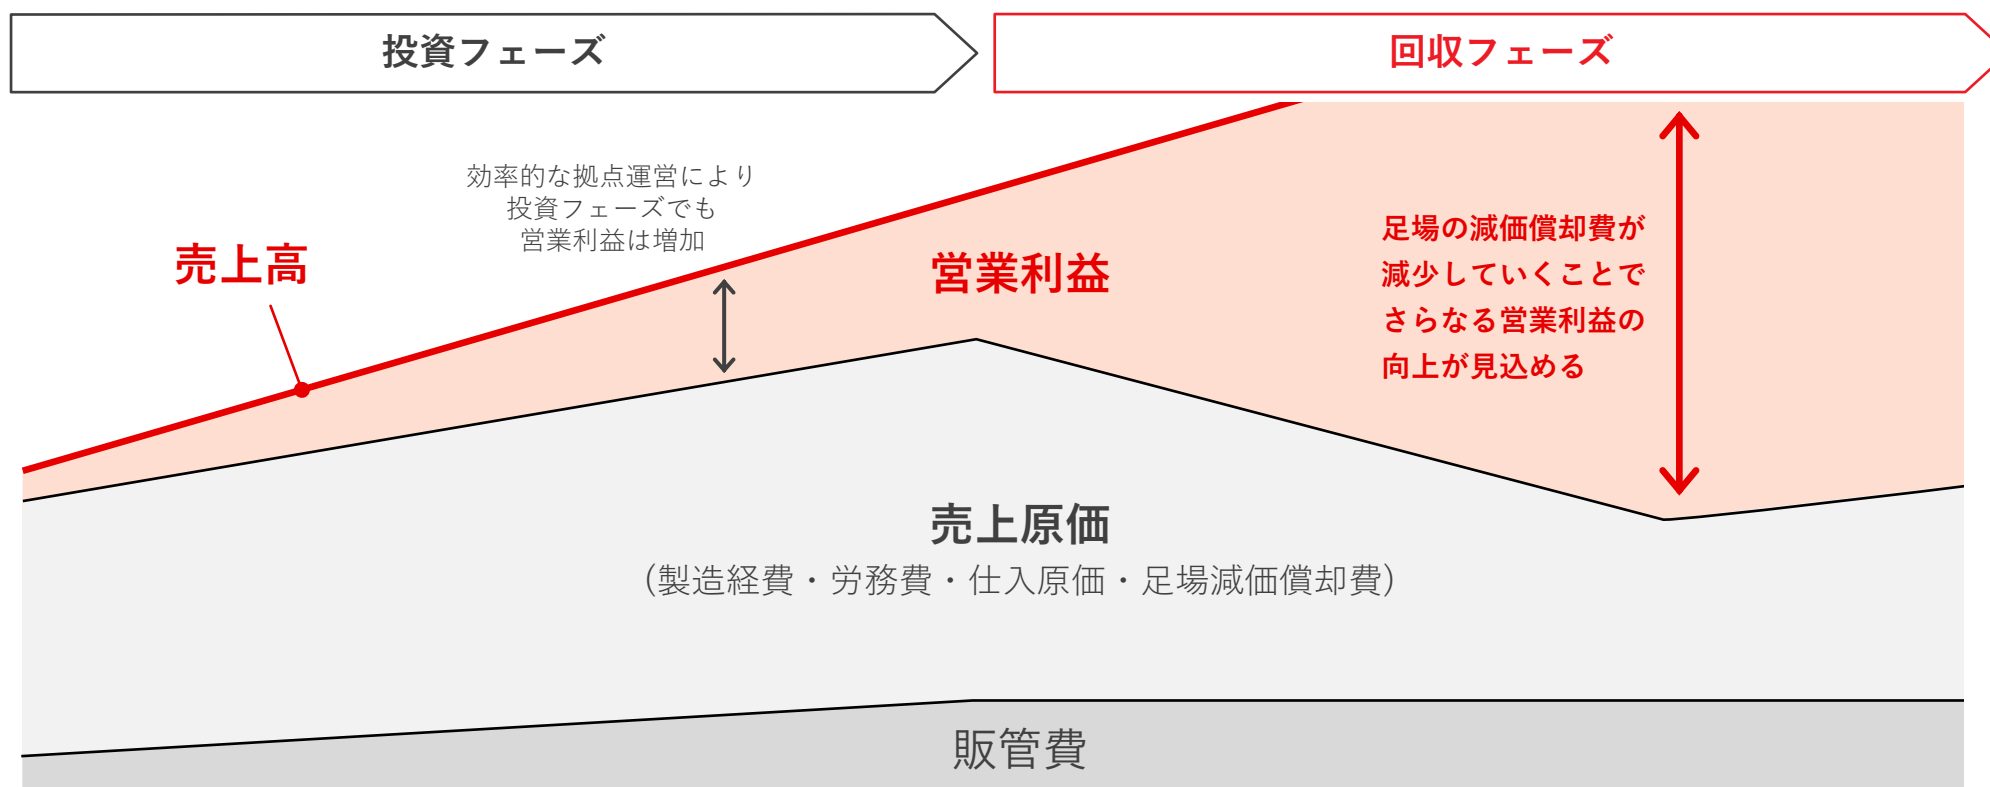 投資フェーズ
回収フェーズ
効率的な拠点運営により
投資フェーズでも
営業利益は増加
売上高
営業利益
足場の減価償却費が
減少していくことで
さらなる営業利益の
向上が見込める
売上原価
(製造経費・労務費・仕入原価・足場減価償却費)
販管費